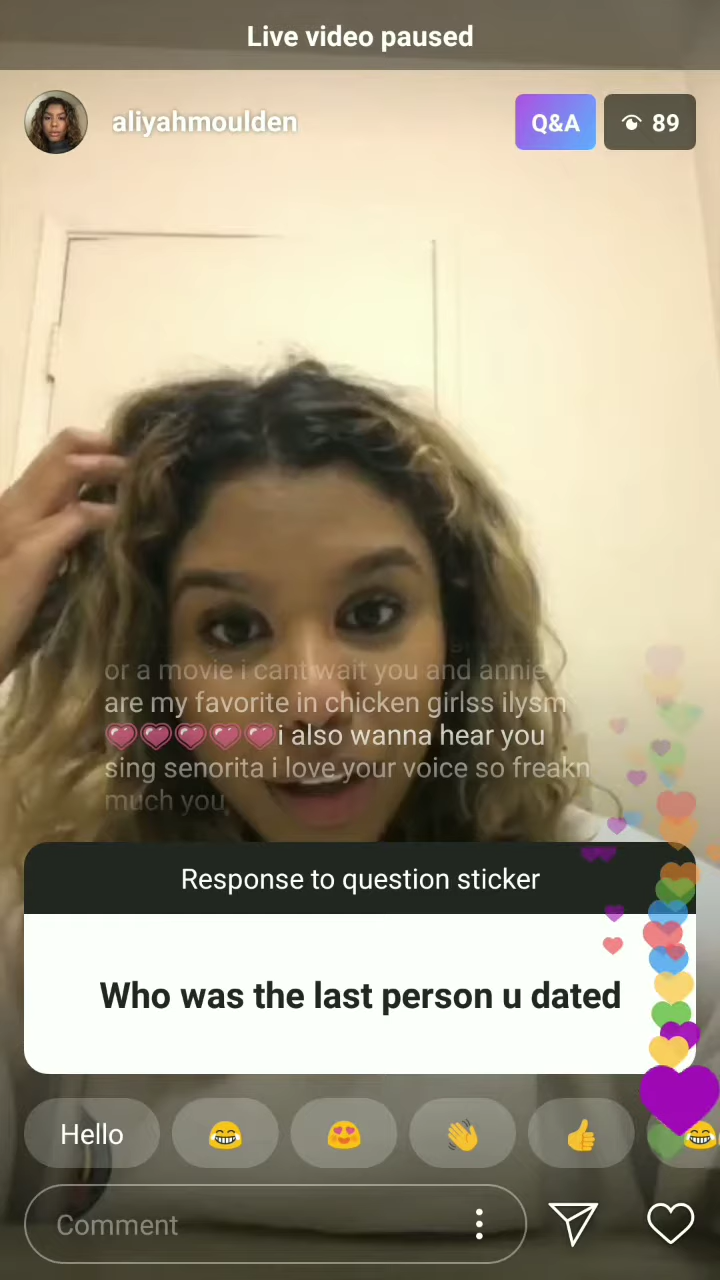 Live video paused
aliyahmoulden
Q&A
89
or a movie i cant wait you and annie
are my favorite in chicken girlss ilysm
💗💗💗💗💗i also wanna hear you
sing senorita i love your voice so freakn
much you
Response to question sticker
Who was the last person u dated
Hello
Comment